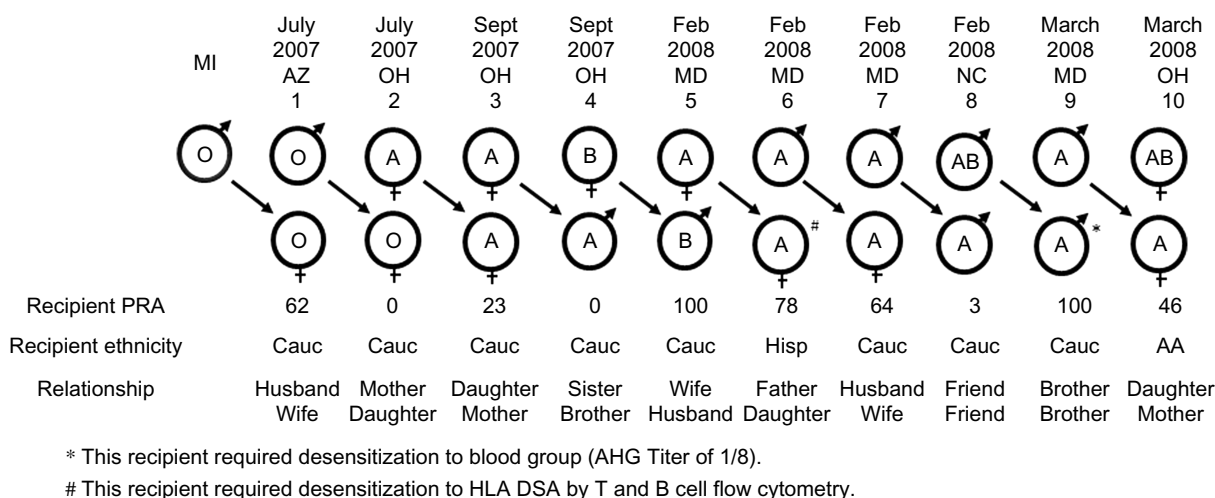 July July Sept Sept Feb Feb Feb Feb March March
MI 2007 2007 2007 2007 2008 2008 2008 2008 2008 2008
AZ OH OH OH MD MD MD NC MD OH
1 2 3 4 5 6 7 8 9 10
O O A A B A A A AB A AB
O O A A B A # A A A * A
Recipient PRA 62 0 23 0 100 78 64 3 100 46
Recipient ethnicity Cauc Cauc Cauc Cauc Cauc Hisp Cauc Cauc Cauc AA
Relationship Husband Mother Daughter Sister Wife Father Husband Friend Brother Daughter
Wife Daughter Mother Brother Husband Daughter Wife Friend Brother Mother
* This recipient required desensitization to blood group (AHG Titer of 1/8).
# This recipient required desensitization to HLA DSA by T and B cell flow cytometry.